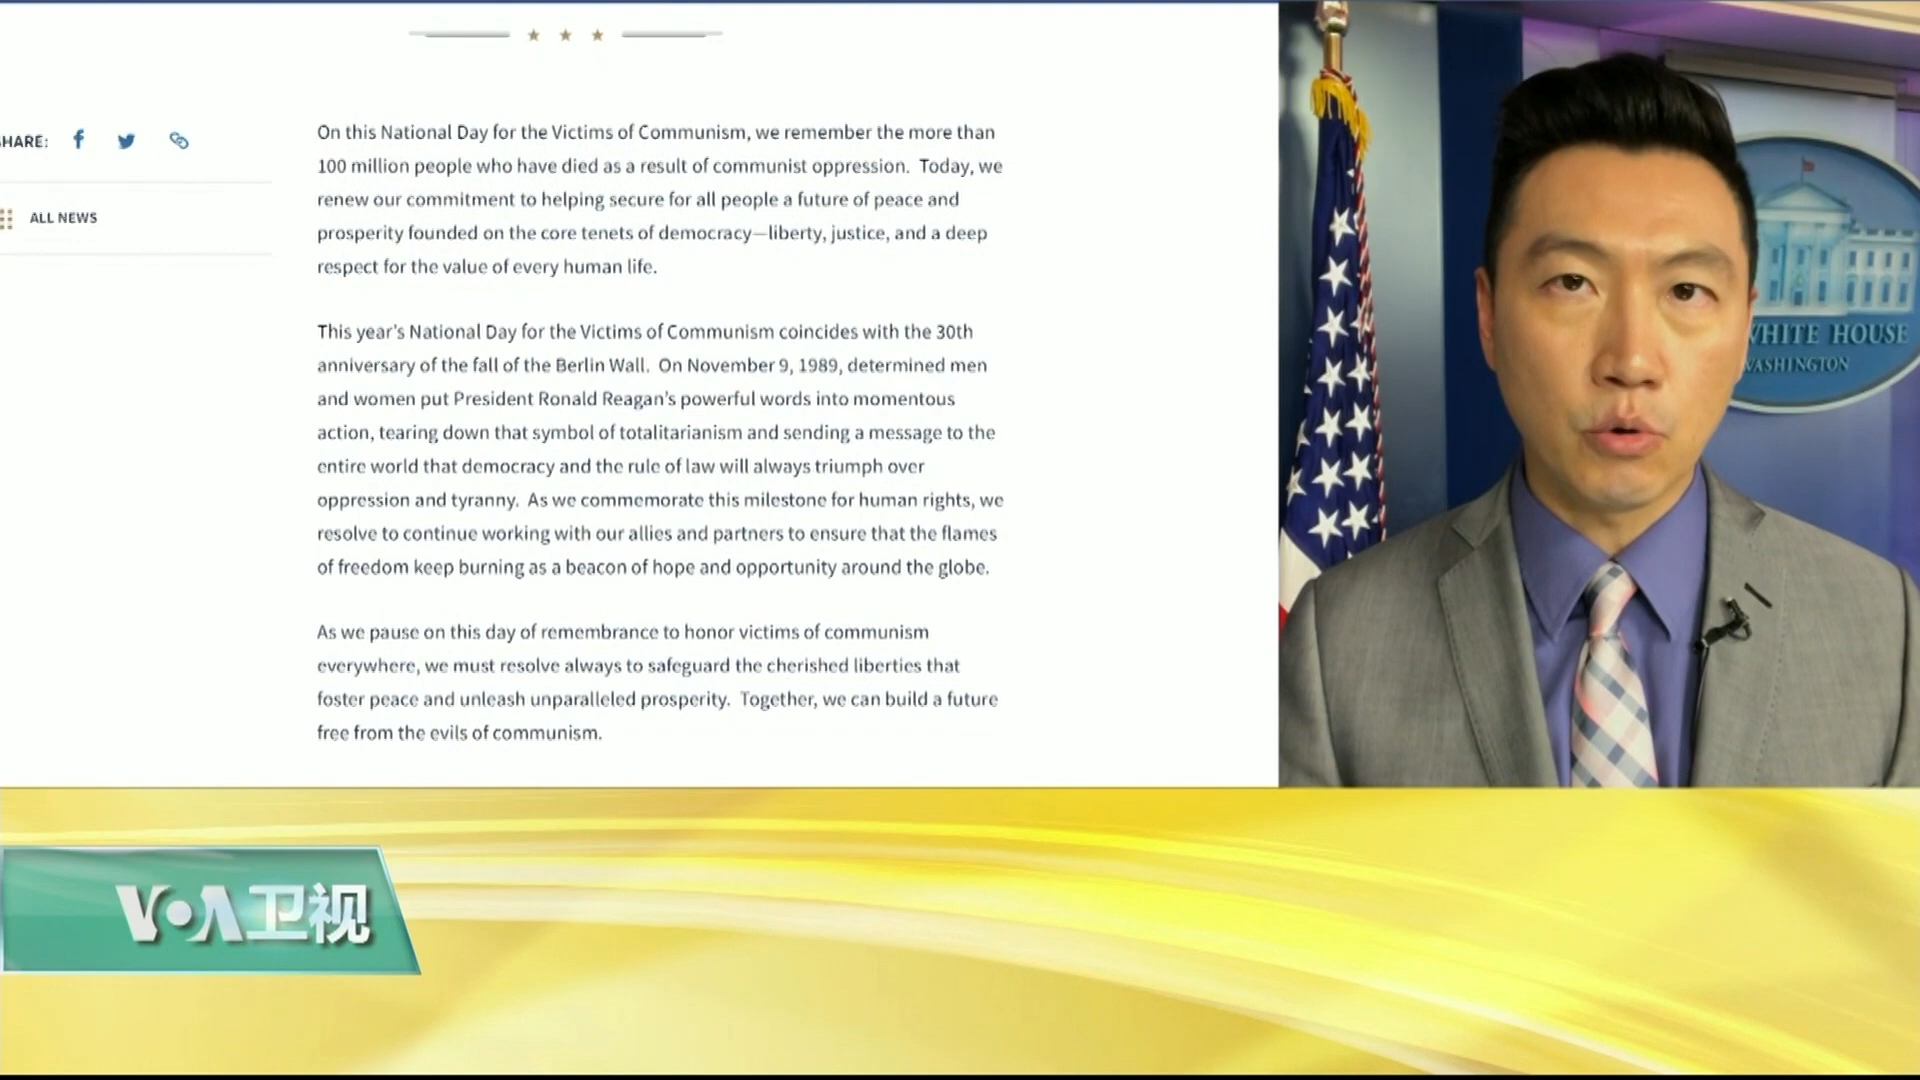 SHARE:
ALL NEWS
On this National Day for the Victims of Communism, we remember the more than
100 million people who have died as a result of communist oppression.  Today, we
renew our commitment to helping secure for all people a future of peace and
prosperity founded on the core tenets of democracy—liberty, justice, and a deep
respect for the value of every human life.
This year's National Day for the Victims of Communism coincides with the 30th
anniversary of the fall of the Berlin Wall.  On November 9, 1989, determined men
and women put President Ronald Reagan's powerful words into momentous
action, tearing down that symbol of totalitarianism and sending a message to the
entire world that democracy and the rule of law will always triumph over
oppression and tyranny.  As we commemorate this milestone for human rights, we
resolve to continue working with our allies and partners to ensure that the flames
of freedom keep burning as a beacon of hope and opportunity around the globe.
As we pause on this day of remembrance to honor victims of communism
everywhere, we must resolve always to safeguard the cherished liberties that
foster peace and unleash unparalleled prosperity.  Together, we can build a future
free from the evils of communism.
WHITE HOUSE
WASHINGTON
VOA卫视